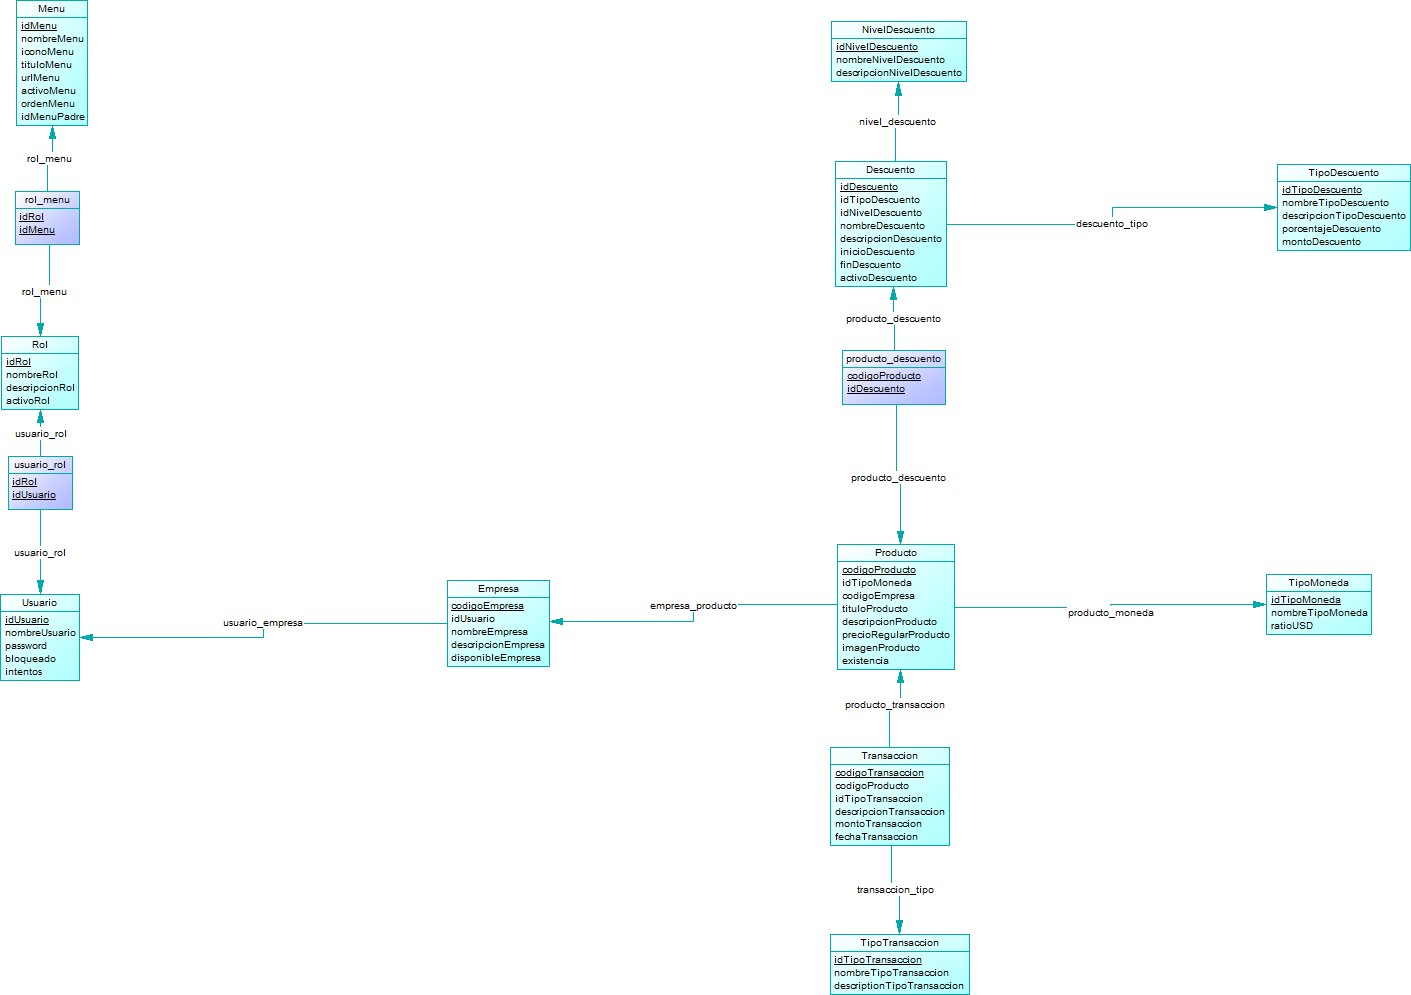 Menu
idMenu
nombreMenu
iconoMenu
tituloMenu
urlMenu
activoMenu
ordenMenu
idMenuPadre
rol_menu
rol_menu
idRol
idMenu
rol_menu
Rol
idRol
nombreRol
descripcionRol
activoRol
usuario_rol
usuario_rol
idRol
idUsuario
usuario_rol
Usuario
idUsuario
nombreUsuario
password
bloqueado
intentos
usuario_empresa
Empresa
codigoEmpresa
idUsuario
nombreEmpresa
descripcionEmpresa
disponibleEmpresa
empresa_producto
NivelDescuento
idNivelDescuento
nombreNivelDescuento
descripcionNivelDescuento
nivel_descuento
Descuento
idDescuento
idTipoDescuento
idNivelDescuento
nombreDescuento
descripcionDescuento
inicioDescuento
finDescuento
activoDescuento
descuento_tipo
TipoDescuento
idTipoDescuento
nombreTipoDescuento
descripcionTipoDescuento
porcentajeDescuento
montoDescuento
producto_descuento
producto_descuento
codigoProducto
idDescuento
producto_descuento
Producto
codigoProducto
idTipoMoneda
codigoEmpresa
tituloProducto
descripcionProducto
precioRegularProducto
imagenProducto
existencia
producto_moneda
TipoMoneda
idTipoMoneda
nombreTipoMoneda
ratioUSD
producto_transaccion
Transaccion
codigoTransaccion
codigoProducto
idTipoTransaccion
descripcionTransaccion
montoTransaccion
fechaTransaccion
transaccion_tipo
TipoTransaccion
idTipoTransaccion
nombreTipoTransaccion
descriptionTipoTransaccion